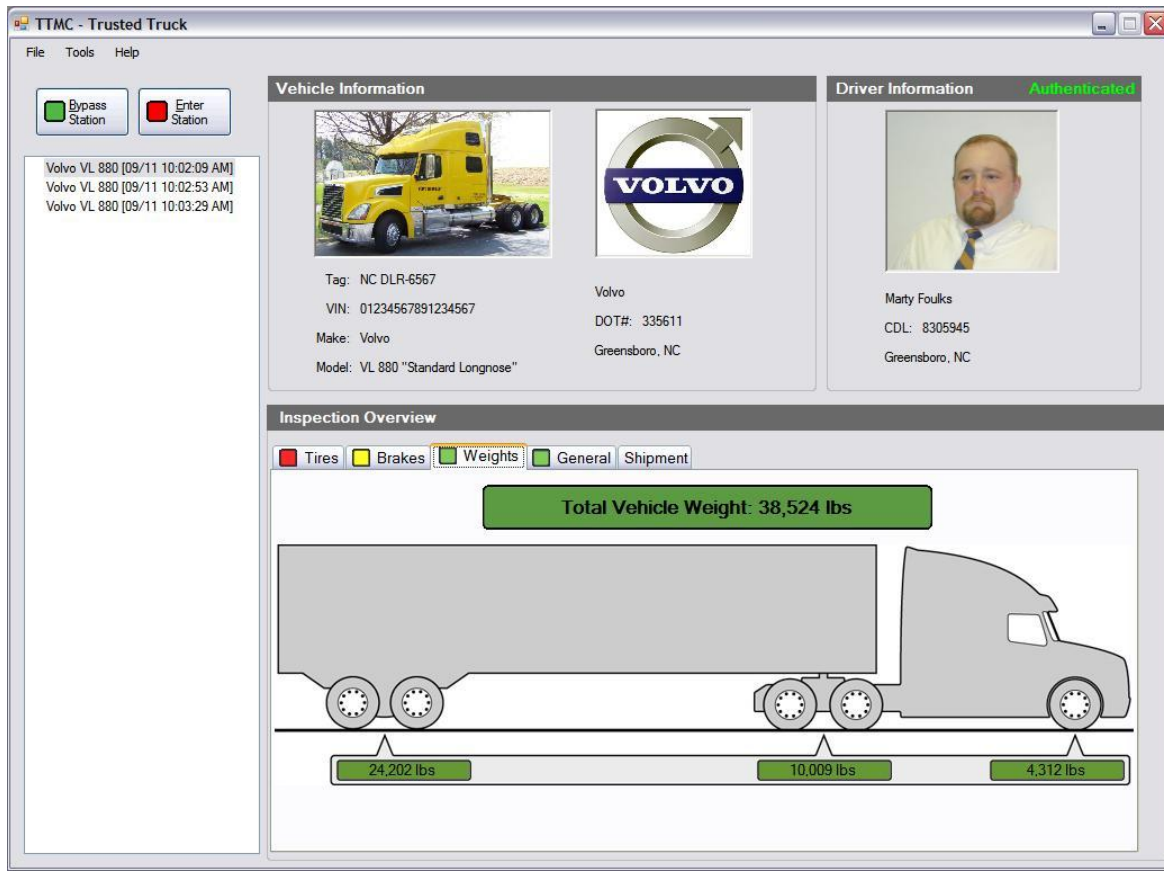 TTMC - Trusted Truck
File Tools Help
Bypass
Station
Enter
Station
Volvo VL 880 [09/11 10:02:09 AM]
Volvo VL 880 [09/11 10:02:53 AM]
Volvo VL 880 [09/11 10:03:29 AM]
Vehicle Information
VOLVO
Tag: NC DLR-6567
VIN: 01234567891234567
Make: Volvo
Model: VL 880 "Standard Longnose"
Volvo
DOT#: 335611
Greensboro, NC
Driver Information Authenticated
Marty Foulks
CDL: 8305945
Greensboro, NC
Inspection Overview
Tires Brakes Weights General Shipment
Total Vehicle Weight: 38,524 lbs
24,202 lbs 10,009 lbs 4,312 lbs